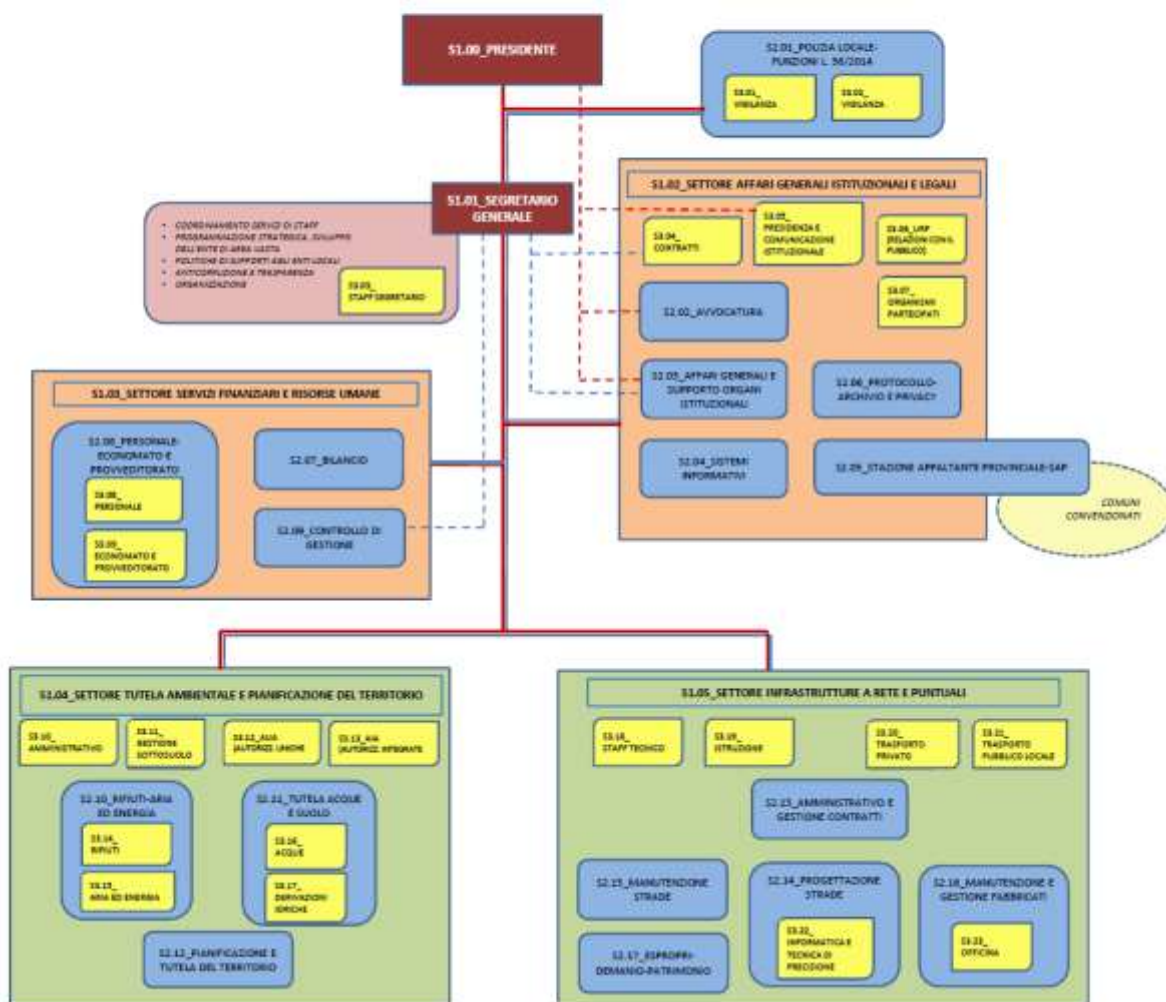 S1.00_PRESIDENTE
S2.01_POLIZIA LOCALE-
FUNZIONI L. 56/2014
S3.01_
VIGILANZA
S3.02_
VIGILANZA
S1.01_SEGRETARIO
GENERALE
• COORDINAMENTO SERVIZI DI STAFF
• PROGRAMMAZIONE STRATEGICA, SVILUPPO
DELL'ENTE DI AREA VASTA
• POLITICHE DI SUPPORTI AGLI ENTI LOCALI
• ANTICORRUZIONE E TRASPARENZA
• ORGANIZZAZIONE
S3.03_
STAFF SEGRETARIO
S1.02_SETTORE AFFARI GENERALI ISTITUZIONALI E LEGALI
S3.04_
CONTRATTI
S3.05_
PRESIDENZA E
COMUNICAZIONE
ISTITUZIONALE
S3.06_URP
(RELAZIONI CON IL
PUBBLICO)
S3.07_
ORGANISMI
PARTECIPATI
S2.02_AVVOCATURA
S2.03_AFFARI GENERALI E
SUPPORTO ORGANI
ISTITUZIONALI
S2.06_PROTOCOLLO-
ARCHIVIO E PRIVACY
S2.04_SISTEMI
INFORMATIVI
S2.05_STAZIONE APPALTANTE PROVINCIALE-SAP
COMUNI
CONVENZIONATI
S1.03_SETTORE SERVIZI FINANZIARI E RISORSE UMANE
S2.08_PERSONALE-
ECONOMATO E
PROVVEDITORATO
S3.08_
PERSONALE
S3.09_
ECONOMATO E
PROVVEDITORATO
S2.07_BILANCIO
S2.09_CONTROLLO DI
GESTIONE
S1.04_SETTORE TUTELA AMBIENTALE E PIANIFICAZIONE DEL TERRITORIO
S3.10_
AMMINISTRATIVO
S3.11_
GESTIONE
SOTTOSUOLO
S3.12_AUA
(AUTORIZZ. UNICHE
S3.13_AIA
(AUTORIZZ. INTEGRATE
S2.10_RIFIUTI-ARIA
ED ENERGIA
S3.14_
RIFIUTI
S3.15_
ARIA ED ENERGIA
S2.11_TUTELA ACQUE
E SUOLO
S3.16_
ACQUE
S3.17_
DERIVAZIONI
IDRICHE
S2.12_PIANIFICAZIONE E
TUTELA DEL TERRITORIO
S1.05_SETTORE INFRASTRUTTURE A RETE E PUNTUALI
S3.18_
STAFF TECNICO
S3.19_
ISTRUZIONE
S3.20_
TRASPORTO
PRIVATO
S3.21_
TRASPORTO
PUBBLICO LOCALE
S2.13_AMMINISTRATIVO E
GESTIONE CONTRATTI
S2.15_MANUTENZIONE
STRADE
S2.14_PROGETTAZIONE
STRADE
S3.22_
INFORMATICA E
TECNICA DI
PRECISIONE
S2.16_MANUTENZIONE E
GESTIONE FABBRICATI
S3.23_
OFFICINA
S2.17_ESPROPRI-
DEMANIO-PATRIMONIO